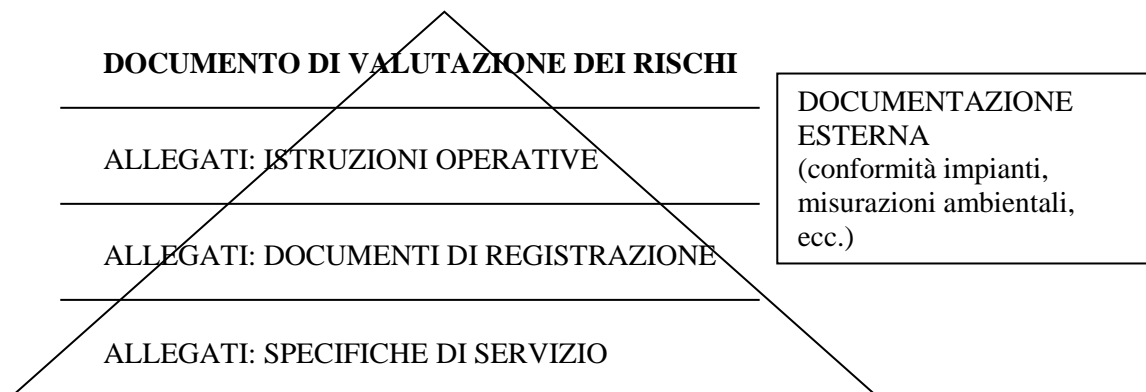 DOCUMENTO DI VALUTAZIONE DEI RISCHI
ALLEGATI: ISTRUZIONI OPERATIVE
ALLEGATI: DOCUMENTI DI REGISTRAZIONE
ALLEGATI: SPECIFICHE DI SERVIZIO
DOCUMENTAZIONE
ESTERNA
(conformità impianti,
misurazioni ambientali,
ecc.)